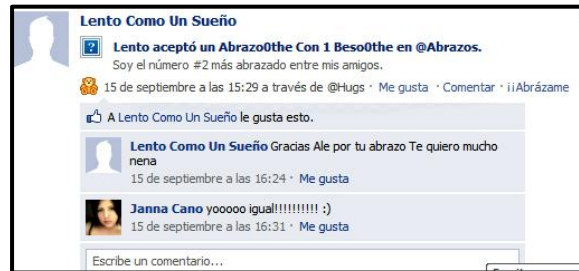 Lento Como Un Sueño
Lento aceptó un Abrazo0the Con 1 Beso0the en @Abrazos.
Soy el número #2 más abrazado entre mis amigos.
15 de septiembre a las 15:29 a través de @Hugs · Me gusta · Comentar · ¡¡Abrázame
A Lento Como Un Sueño le gusta esto.
Lento Como Un Sueño Gracias Ale por tu abrazo Te quiero mucho
nena
15 de septiembre a las 16:24 · Me gusta
Janna Cano yooooo igual!!!!!!!!!! :)
15 de septiembre a las 16:31 · Me gusta
Escribe un comentario...